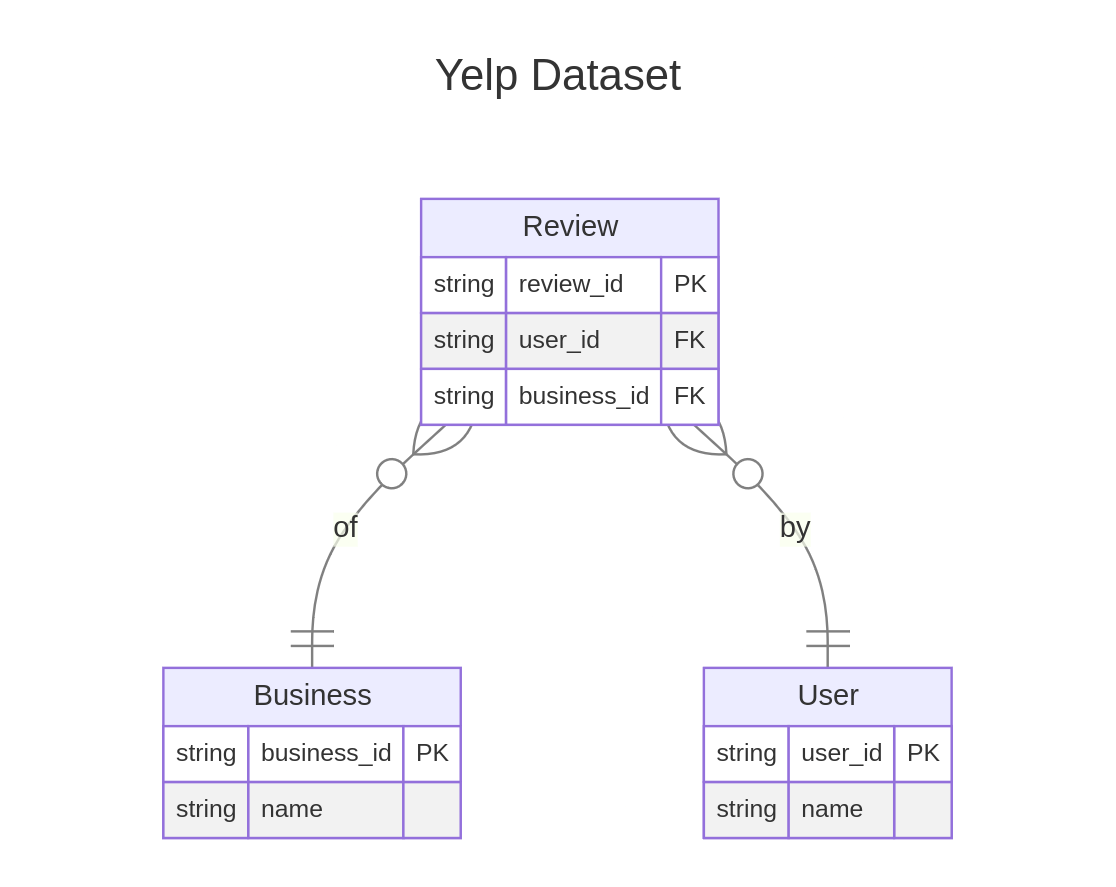 Yelp Dataset
Review
string review_id PK
string user_id FK
string business_id FK
of
by
Business
string business_id PK
string name
User
string user_id PK
string name